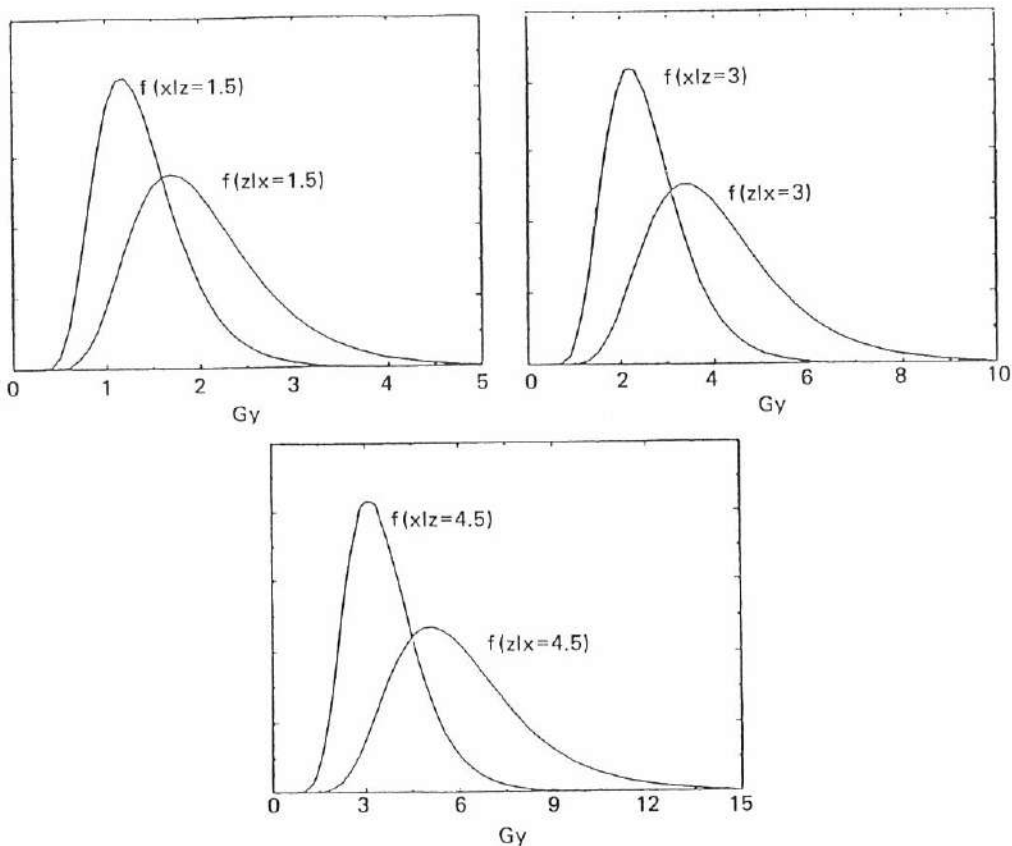 f(x|z=1.5)
f(z|x=1.5)
0 1 2 3 4 5
Gy
f(x|z=3)
f(z|x=3)
0 2 4 6 8 10
Gy
f(x|z=4.5)
f(z|x=4.5)
0 3 6 9 12 15
Gy